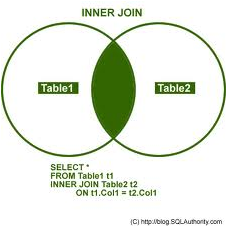 INNER JOIN
Table1
Table2
SELECT *
FROM Table1 t1
INNER JOIN Table2 t2
ON t1.Col1 = t2.Col1
(C) http://blog.SQLAuthority.com